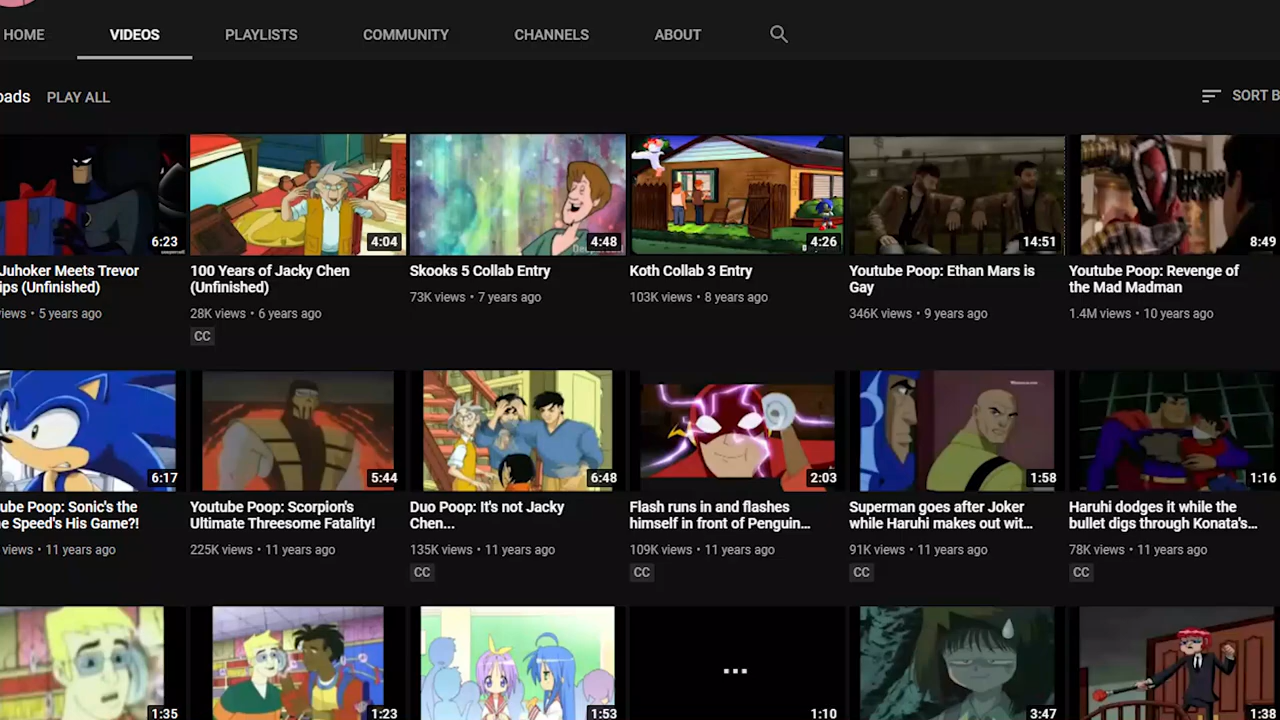 HOME VIDEOS PLAYLISTS COMMUNITY CHANNELS ABOUT
oads PLAY ALL SORT B
6:23 4:04 4:48 4:26 14:51 8:49
Juhoker Meets Trevor
ips (Unfinished)
iews • 5 years ago
100 Years of Jacky Chen
(Unfinished)
28K views • 6 years ago
CC
Skooks 5 Collab Entry
73K views • 7 years ago
Koth Collab 3 Entry
103K views • 8 years ago
Youtube Poop: Ethan Mars is
Gay
346K views • 9 years ago
Youtube Poop: Revenge of
the Mad Madman
1.4M views • 10 years ago
6:17 5:44 6:48 2:03 1:58 1:16
ube Poop: Sonic's the
e Speed's His Game?!
views • 11 years ago
Youtube Poop: Scorpion's
Ultimate Threesome Fatality!
225K views • 11 years ago
Duo Poop: It's not Jacky
Chen...
135K views • 11 years ago
CC
Flash runs in and flashes
himself in front of Penguin...
109K views • 11 years ago
CC
Superman goes after Joker
while Haruhi makes out wit...
91K views • 11 years ago
CC
Haruhi dodges it while the
bullet digs through Konata's...
78K views • 11 years ago
CC
...
1:35 1:23 1:53 1:10 3:47 1:38